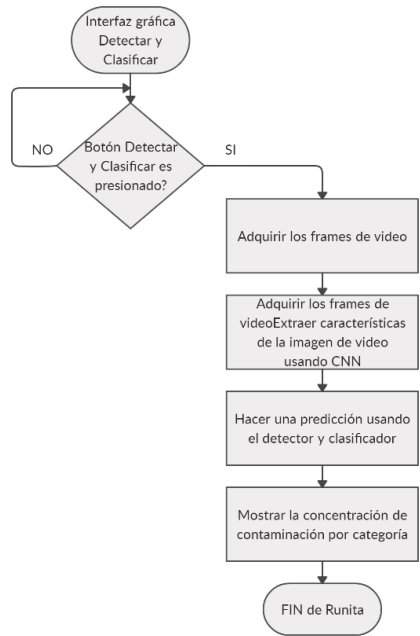 Interfaz gráfica
Detectar y
Clasificar
Botón Detectar
y Clasificar es
presionado?
NO
SI
Adquirir los frames de video
Adquirir los frames de
videoExtraer características
de la imagen de video
usando CNN
Hacer una predicción usando
el detector y clasificador
Mostrar la concentración de
contaminación por categoría
FIN de Runita